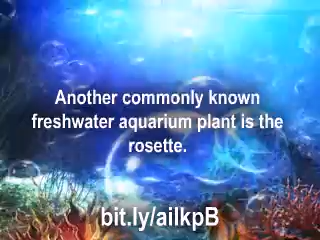 Another commonly known
freshwater aquarium plant is the
rosette.
bit.ly/ailkpB